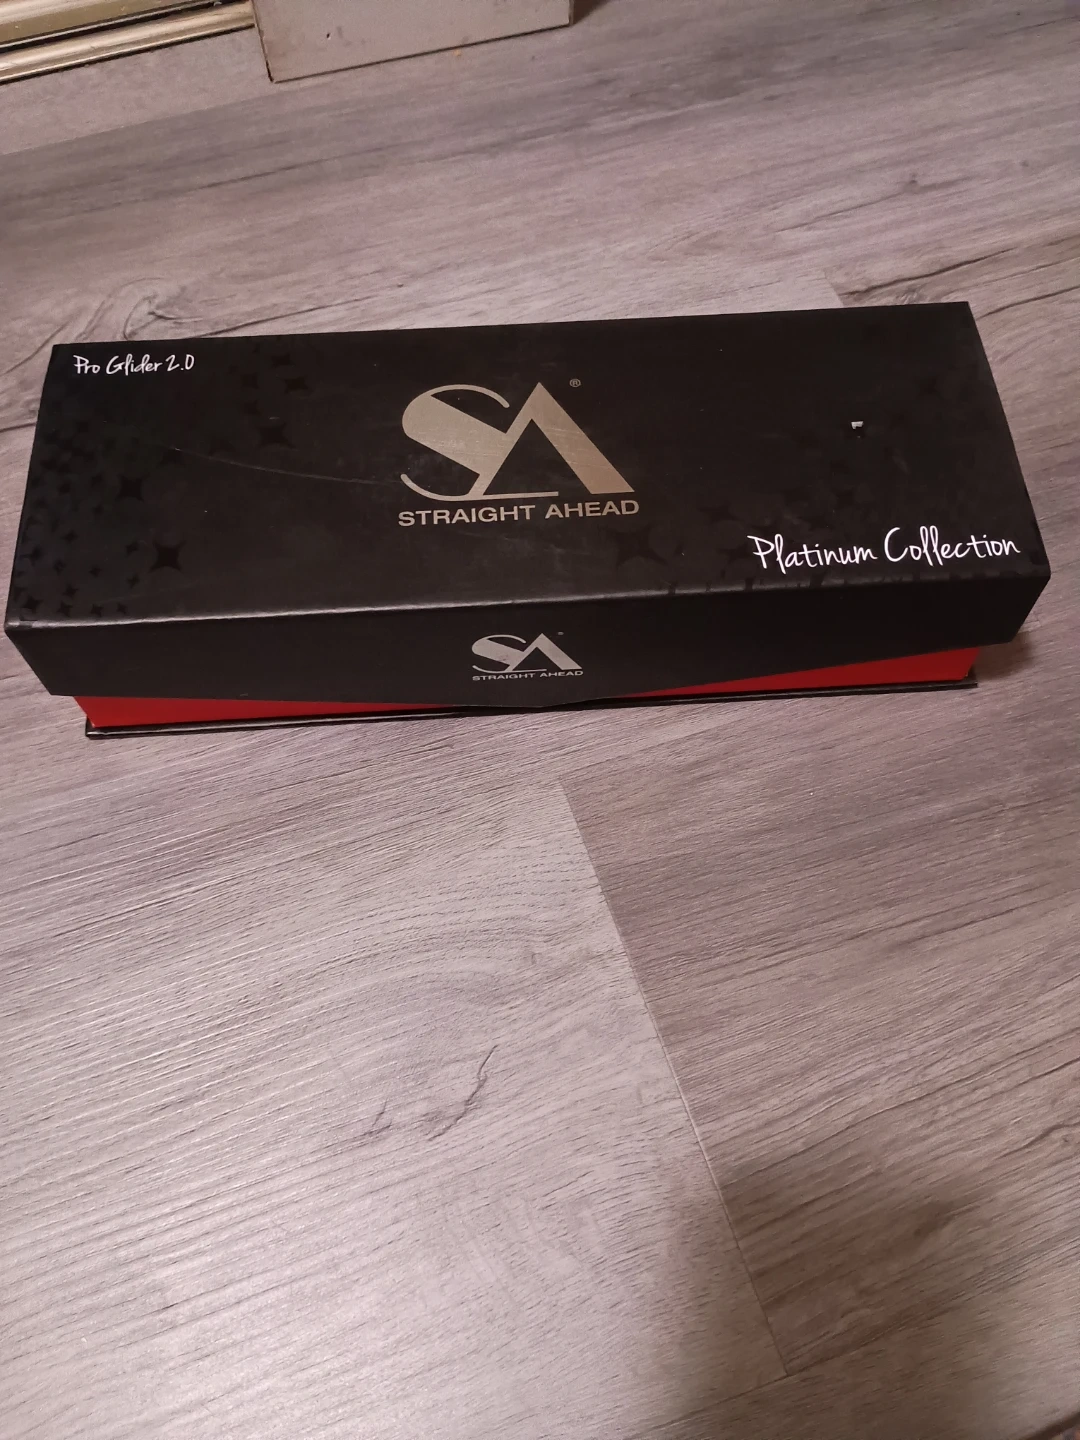 Pro Glider 2.0
SA®
STRAIGHT AHEAD
Platinum Collection
SA
STRAIGHT AHEAD